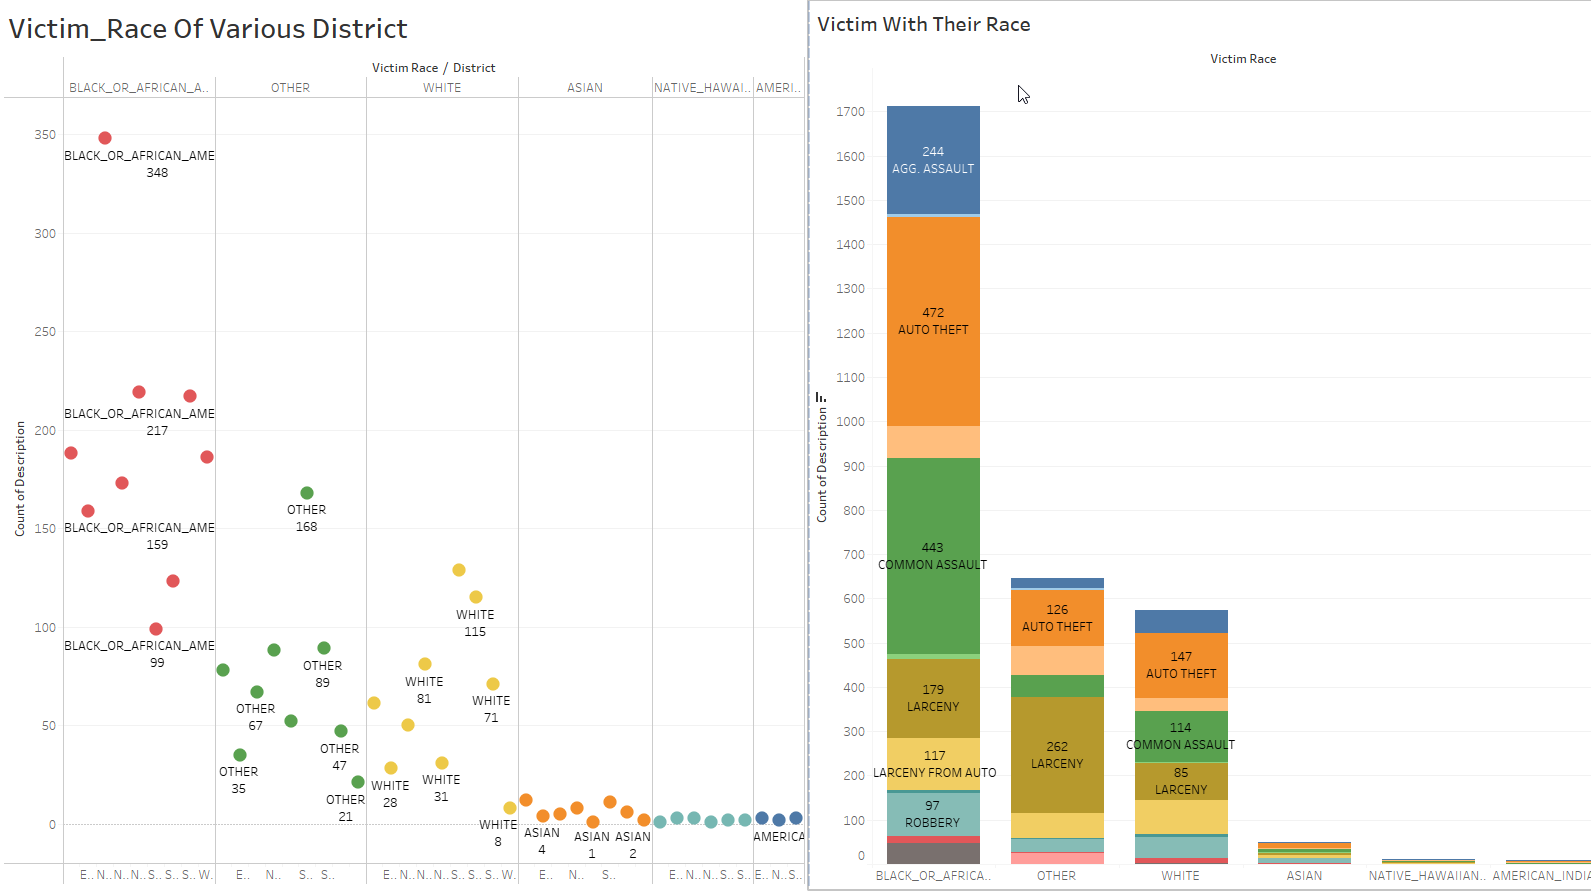 Victim_Race Of Various District
Victim Race / District
BLACK_OR_AFRICAN_A..
OTHER
WHITE
ASIAN
NATIVE_HAWAI..
AMERI..
Count of Description
350
300
250
200
150
100
50
0
BLACK_OR_AFRICAN_AME
348
BLACK_OR_AFRICAN_AME
217
BLACK_OR_AFRICAN_AME
159
BLACK_OR_AFRICAN_AME
99
OTHER
168
OTHER
89
OTHER
67
OTHER
47
OTHER
35
OTHER
21
WHITE
115
WHITE
81
WHITE
71
WHITE
31
WHITE
28
WHITE
8
ASIAN
4
ASIAN
1
ASIAN
2
AMERICA
E.. N.. N.. N.. S.. S.. S.. W.
E.. N.. S.. S..
E.. N.. N.. N.. S.. S.. S.. W.
E.. N.. S..
E.. N.. N.. S.. S..
E.. N.. S..
Victim With Their Race
Victim Race
Count of Description
1700
1600
1500
1400
1300
1200
1100
1000
900
800
700
600
500
400
300
200
100
0
244
AGG. ASSAULT
472
AUTO THEFT
443
COMMON ASSAULT
179
LARCENY
117
LARCENY FROM AUTO
97
ROBBERY
126
AUTO THEFT
262
LARCENY
147
AUTO THEFT
114
COMMON ASSAULT
85
LARCENY
BLACK_OR_AFRICA..
OTHER
WHITE
ASIAN
NATIVE_HAWAIIAN..
AMERICAN_INDIA